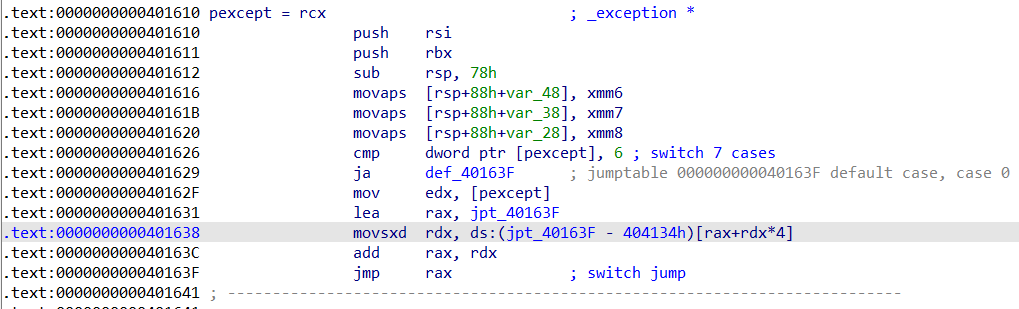 .text:0000000000401610 pexcept = rcx ; _exception *
.text:0000000000401610 push rsi
.text:0000000000401611 push rbx
.text:0000000000401612 sub rsp, 78h
.text:0000000000401616 movaps [rsp+88h+var_48], xmm6
.text:000000000040161B movaps [rsp+88h+var_38], xmm7
.text:0000000000401620 movaps [rsp+88h+var_28], xmm8
.text:0000000000401626 cmp dword ptr [pexcept], 6 ; switch 7 cases
.text:0000000000401629 ja def_40163F ; jumptable 000000000040163F default case, case 0
.text:000000000040162F mov edx, [pexcept]
.text:0000000000401631 lea rax, jpt_40163F
.text:0000000000401638 movsxd rdx, ds:(jpt_40163F - 404134h)[rax+rdx*4]
.text:000000000040163C add rax, rdx
.text:000000000040163F jmp rax ; switch jump
.text:0000000000401641 ; ---------------------------------------------------------------------------